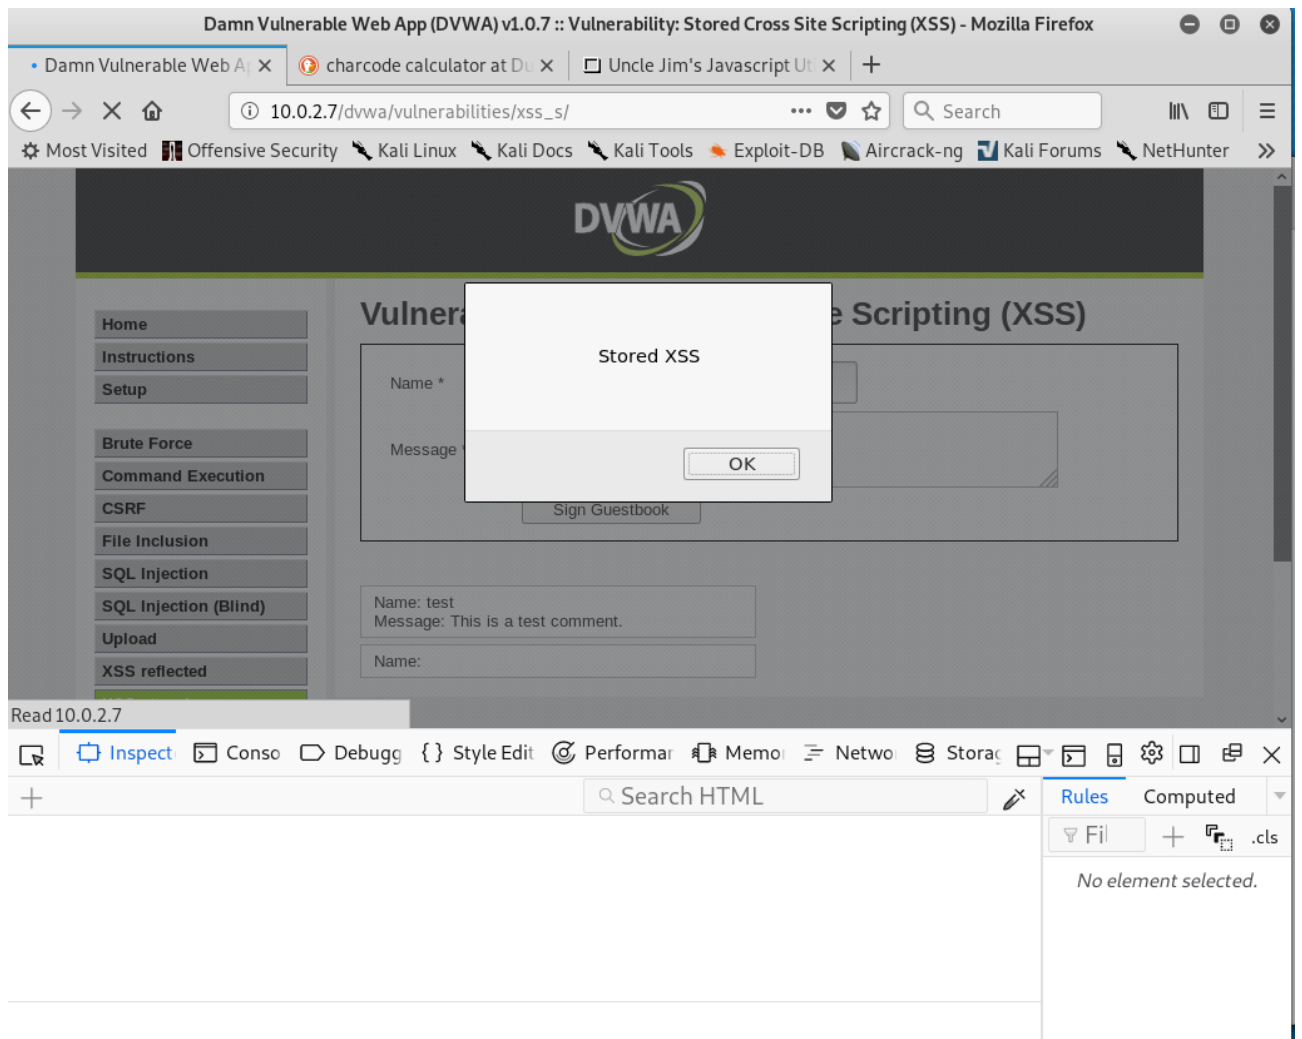 Damn Vulnerable Web App (DVWA) v1.0.7 :: Vulnerability: Stored Cross Site Scripting (XSS) - Mozilla Firefox
Damn Vulnerable Web A charcode calculator at Du Uncle Jim's Javascript Ut
10.0.2.7/dvwa/vulnerabilities/xss_s/ Search
Most Visited Offensive Security Kali Linux Kali Docs Kali Tools Exploit-DB Aircrack-ng Kali Forums NetHunter
DVWA
Vulnera e Scripting (XSS)
Stored XSS
OK
Home
Instructions
Setup
Brute Force
Command Execution
CSRF
File Inclusion
SQL Injection
SQL Injection (Blind)
Upload
XSS reflected
Name *
Message *
Sign Guestbook
Name: test
Message: This is a test comment.
Name:
Read 10.0.2.7
Inspect Conso Debugg {} Style Edit Performar Memo Netwo Storag
+ Search HTML
Rules Computed
Fil + .cls
No element selected.